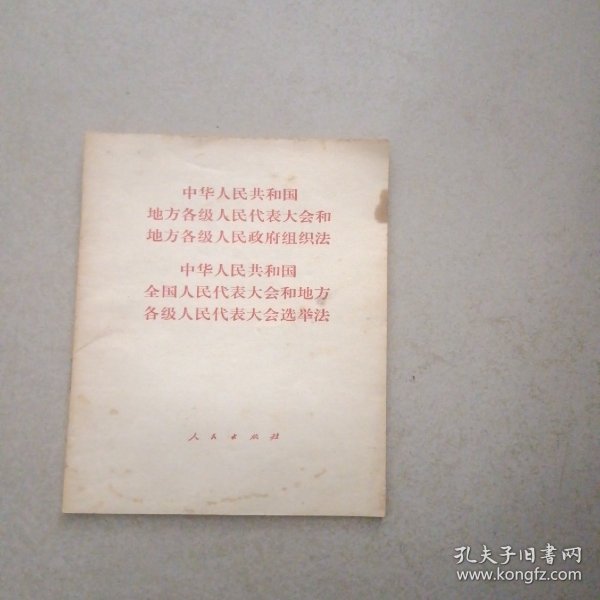 中华人民共和国
地方各级人民代表大会和
地方各级人民政府组织法
中华人民共和国
全国人民代表大会和地方
各级人民代表大会选举法
人民出版社
孔夫子旧书网
www.kongfz.com